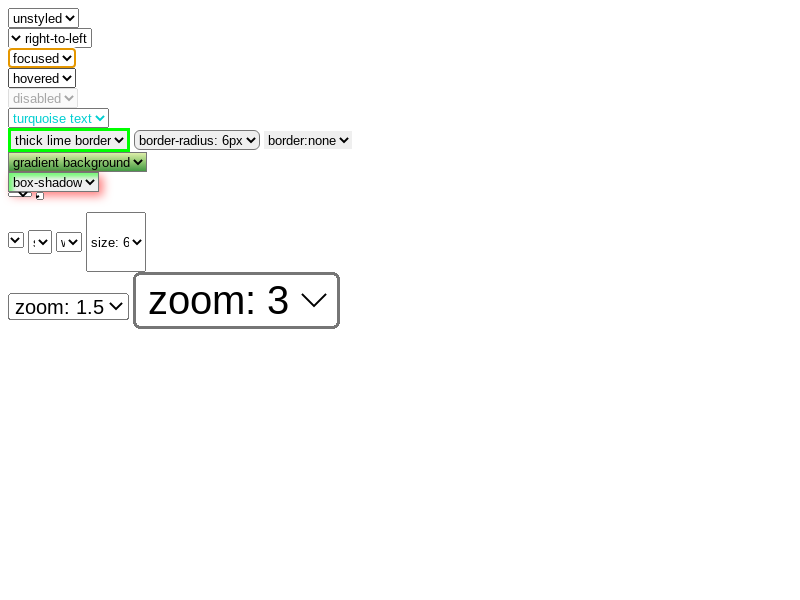 unstyled
right-to-left
focused
hovered
disabled
turquoise text
thick lime border border-radius: 6px border:none
gradient background
box-shadow
size: 6
zoom: 1.5 zoom: 3